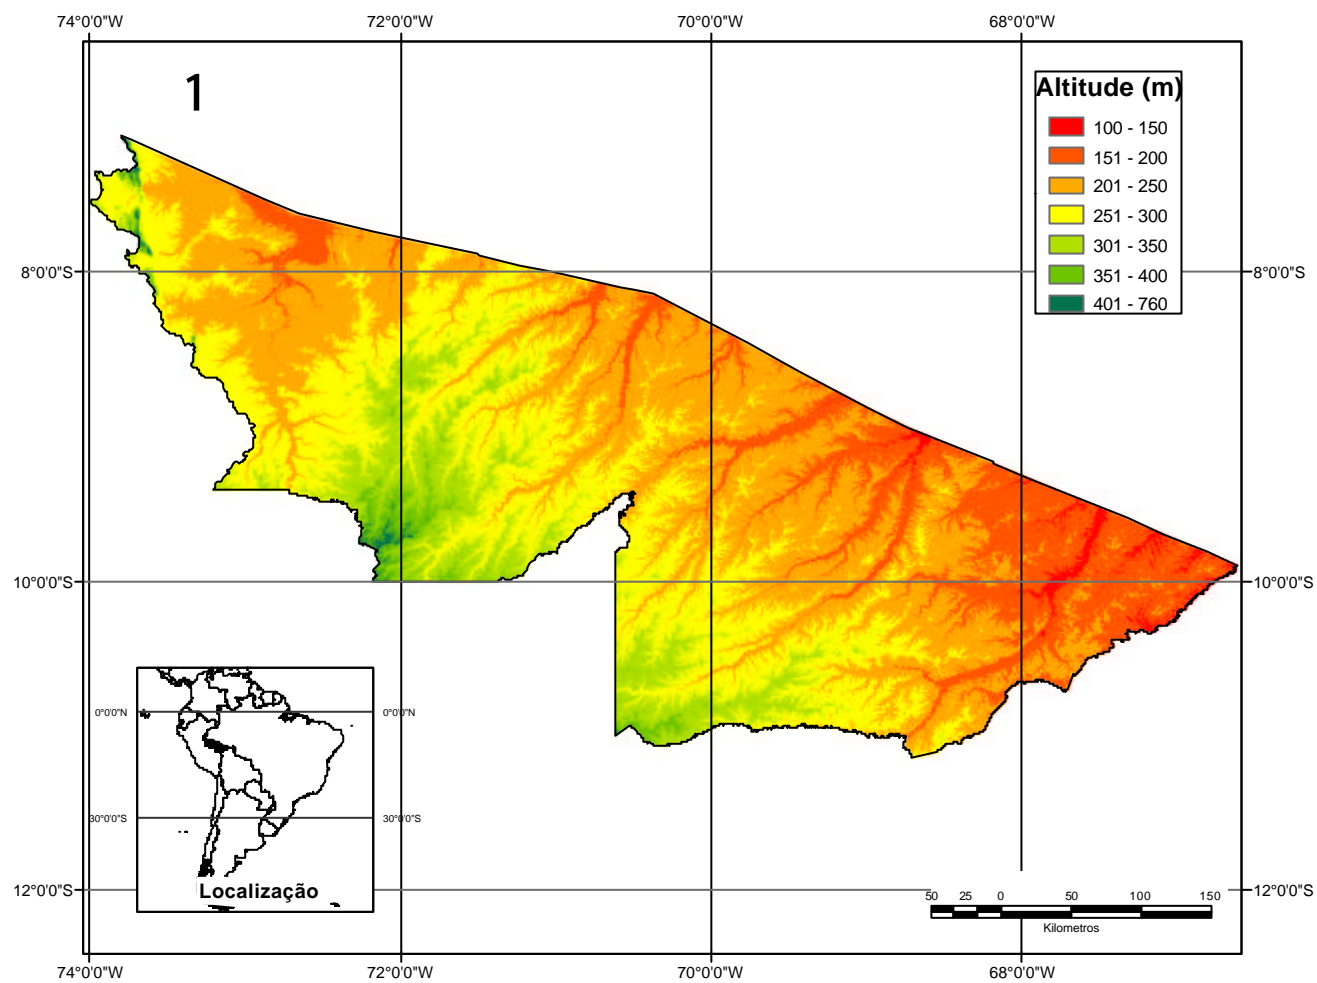 74°0'0"W 72°0'0"W 70°0'0"W 68°0'0"W
1
Altitude (m)
100 - 150
151 - 200
201 - 250
251 - 300
301 - 350
351 - 400
401 - 760
8°0'0"S 8°0'0"S
10°0'0"S 10°0'0"S
0°0'0"N 0°0'0"N
30°0'0"S 30°0'0"S
Localização
12°0'0"S 12°0'0"S
50 25 0 50 100 150
Kilometros
74°0'0"W 72°0'0"W 70°0'0"W 68°0'0"W